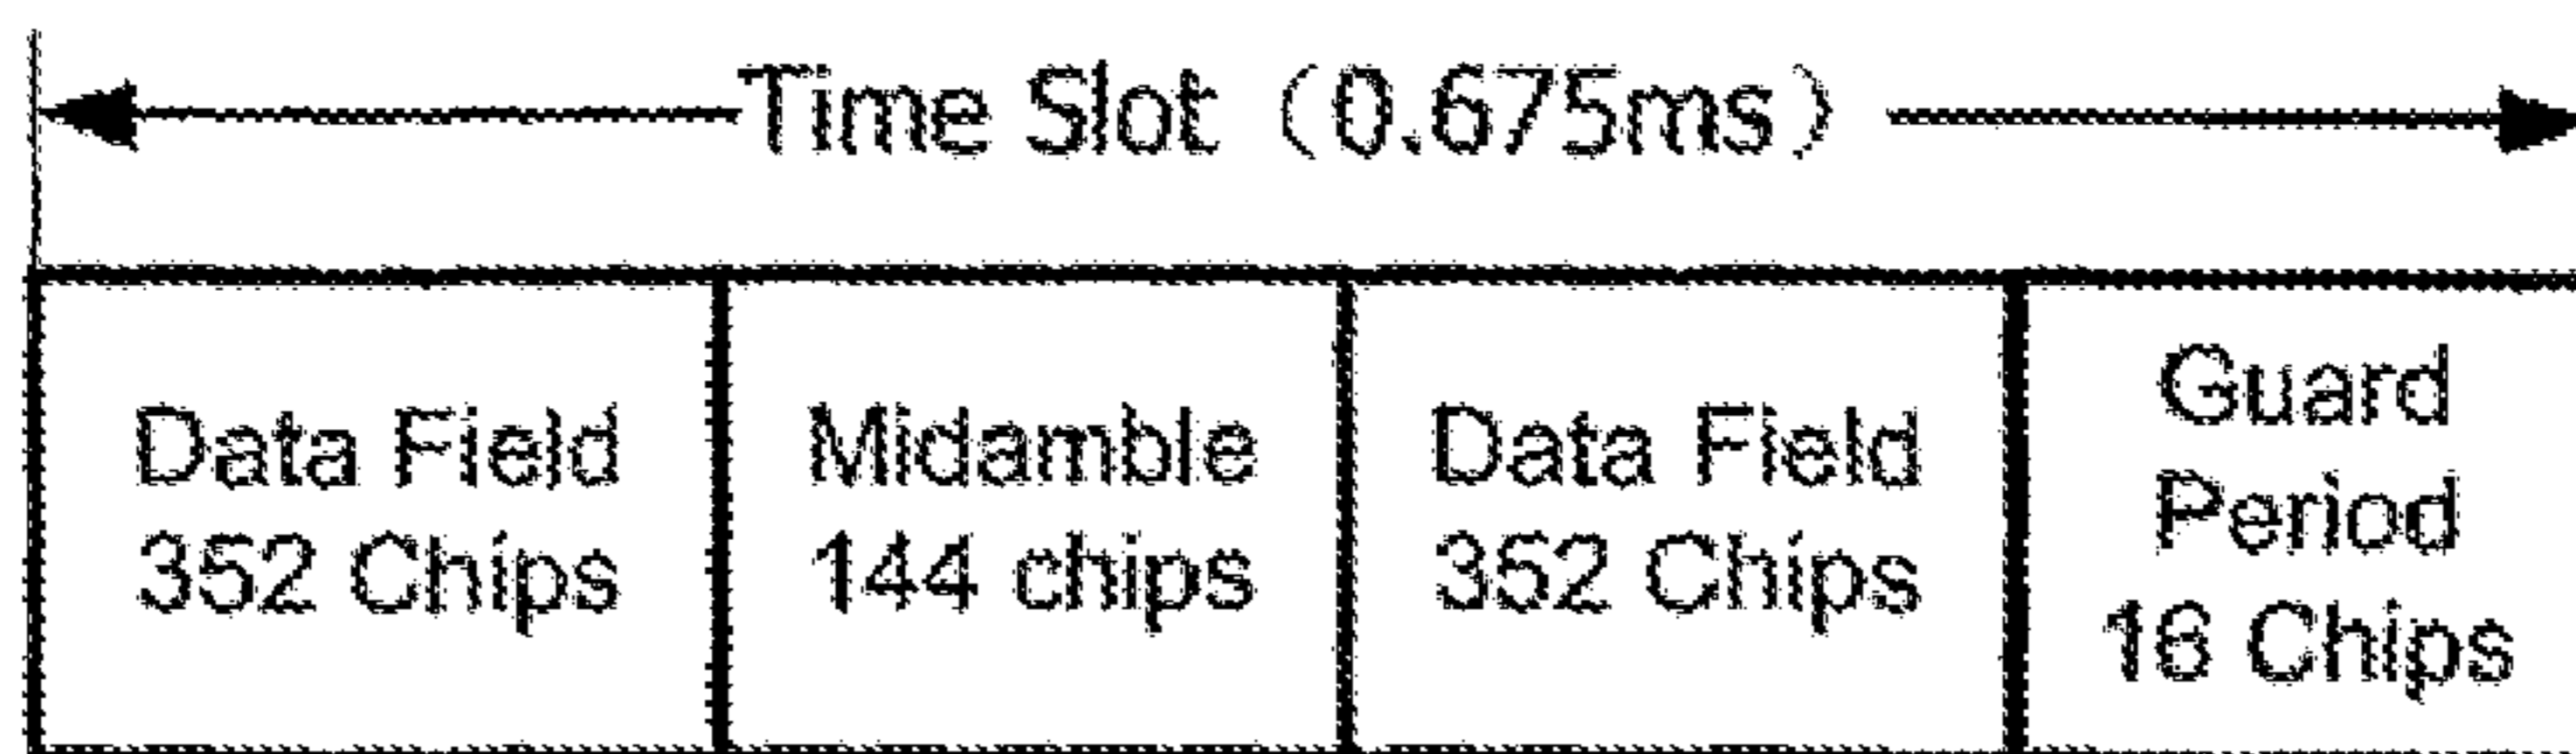 Time Slot（0.675ms）
Data Field
352 Chips
Midamble
144 chips
Data Field
352 Chips
Guard
Period
16 Chips